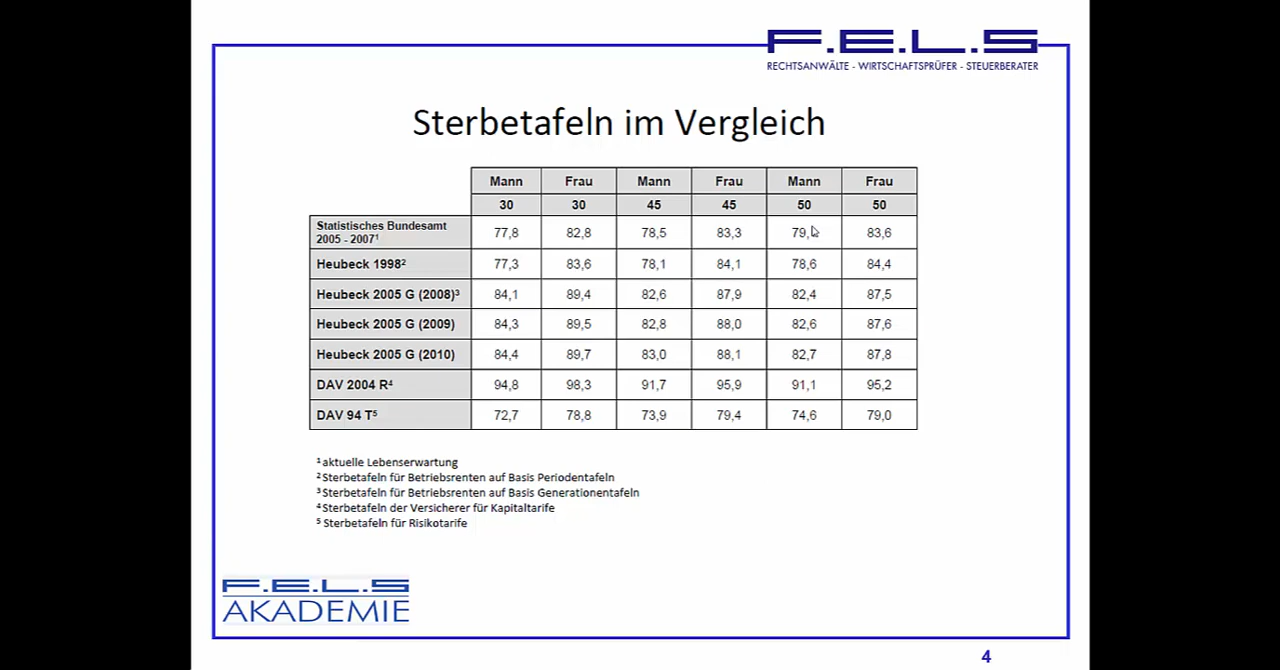 F.E.L.S
RECHTSANWÄLTE - WIRTSCHAFTSPRÜFER - STEUERBERATER
Sterbetafeln im Vergleich
Mann Frau Mann Frau Mann Frau
30 30 45 45 50 50
Statistisches Bundesamt
2005 - 2007¹ 77,8 82,8 78,5 83,3 79, 83,6
Heubeck 1998² 77,3 83,6 78,1 84,1 78,6 84,4
Heubeck 2005 G (2008)³ 84,1 89,4 82,6 87,9 82,4 87,5
Heubeck 2005 G (2009) 84,3 89,5 82,8 88,0 82,6 87,6
Heubeck 2005 G (2010) 84,4 89,7 83,0 88,1 82,7 87,8
DAV 2004 R⁴ 94,8 98,3 91,7 95,9 91,1 95,2
DAV 94 T⁵ 72,7 78,8 73,9 79,4 74,6 79,0
¹ aktuelle Lebenserwartung
² Sterbetafeln für Betriebsrenten auf Basis Periodentafeln
³ Sterbetafeln für Betriebsrenten auf Basis Generationentafeln
⁴ Sterbetafeln der Versicherer für Kapitaltarife
⁵ Sterbetafeln für Risikotarife
F.E.L.S
AKADEMIE
4